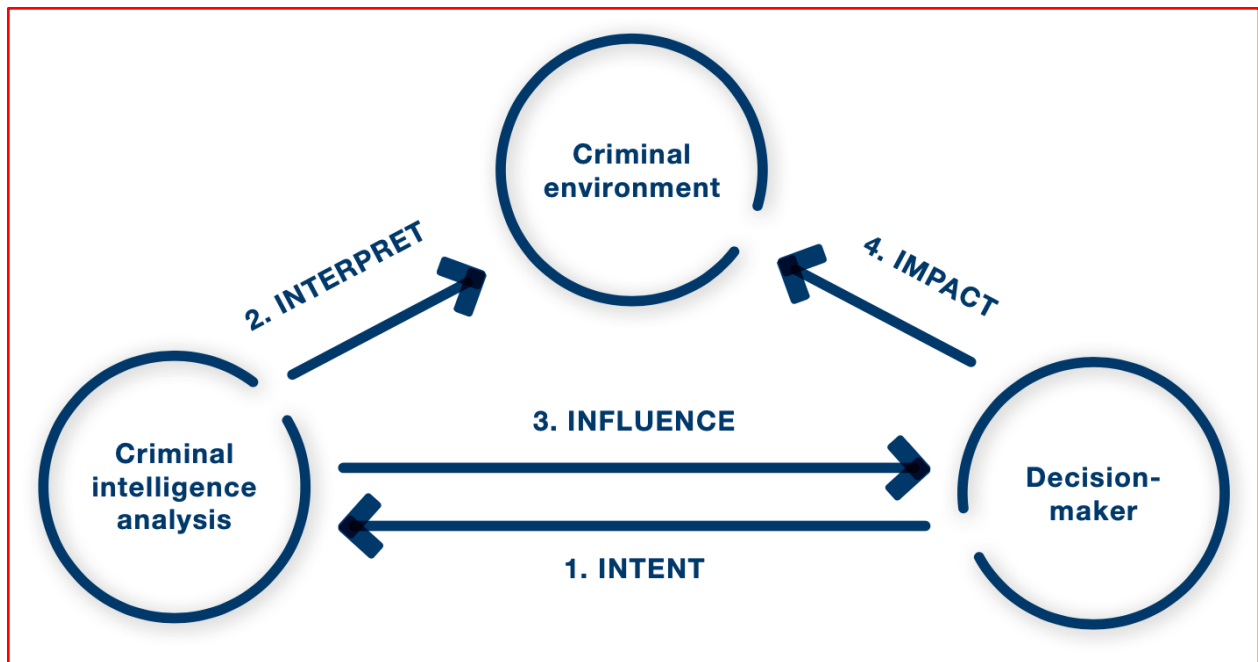 Criminal
environment
2. INTERPRET
4. IMPACT
3. INFLUENCE
Criminal
intelligence
analysis
Decision-
maker
1. INTENT